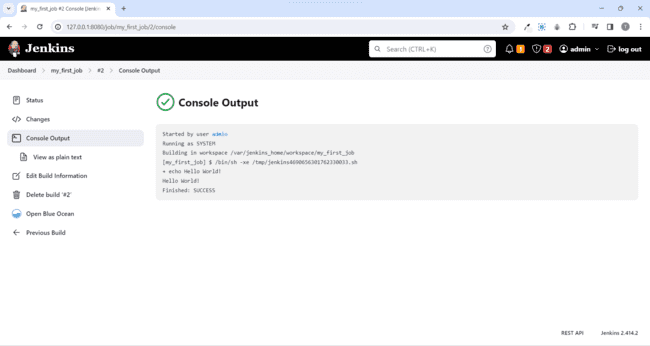 my_first_job #2 Console [Jenkin
127.0.0.1:8080/job/my_first_job/2/console
Jenkins
Search (CTRL+K)
1
2
admin
log out
Dashboard
my_first_job
#2
Console Output
Status
Changes
Console Output
View as plain text
Edit Build Information
Delete build '#2'
Open Blue Ocean
Previous Build
Console Output
Started by user admin
Running as SYSTEM
Building in workspace /var/jenkins_home/workspace/my_first_job
[my_first_job] $ /bin/sh -xe /tmp/jenkins4690656301762330033.sh
+ echo Hello World!
Hello World!
Finished: SUCCESS
REST API
Jenkins 2.414.2